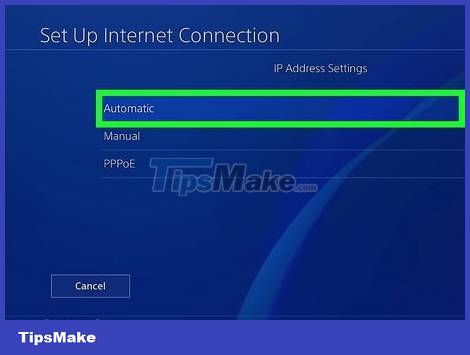 Set Up Internet Connection
IP Address Settings
Automatic
Manual
PPPoE
TipsMake.com
Cancel
TipsMake